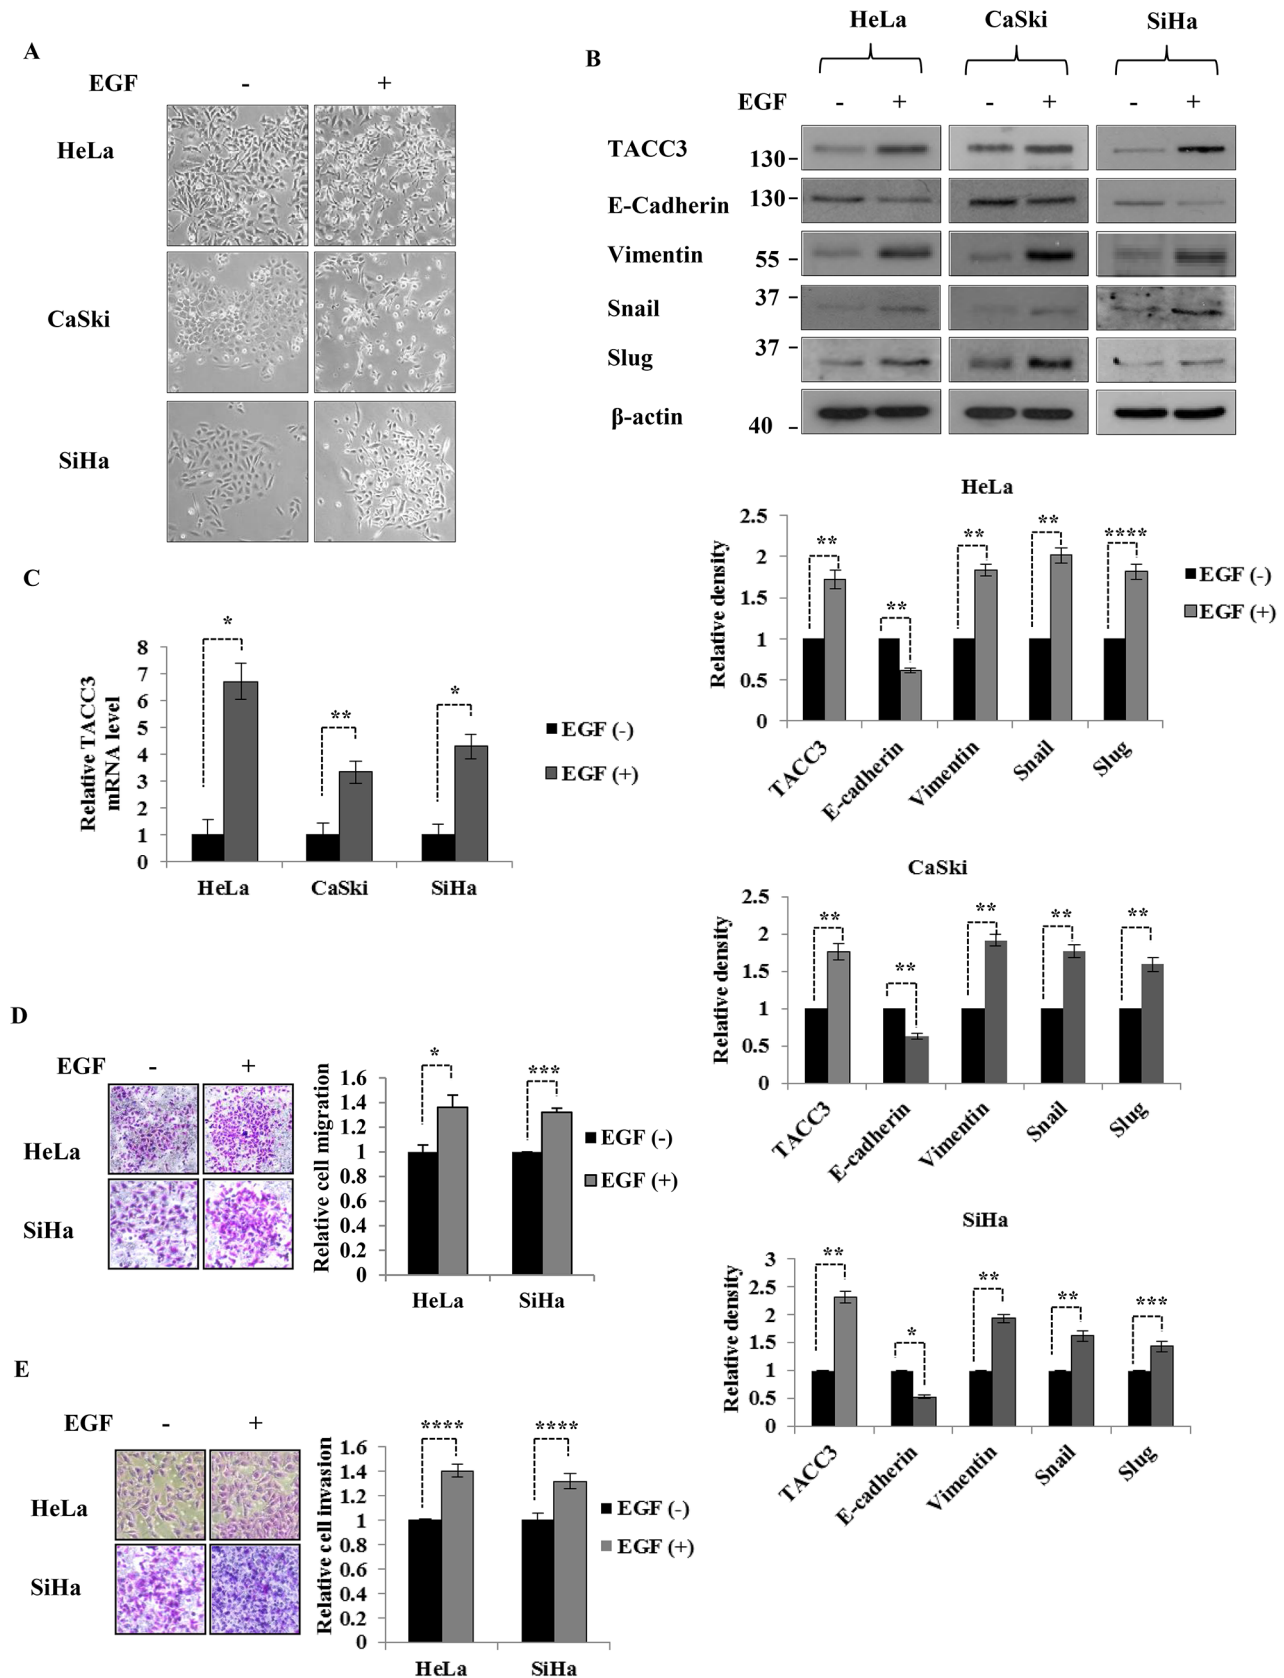 A
EGF - +
HeLa
CaSki
SiHa
B
HeLa CaSki SiHa
EGF - + - + - +
TACC3 130 -
E-Cadherin 130 -
Vimentin 55 -
Snail 37 -
Slug 37 -
β-actin 40 -
HeLa
Relative density
2.5
2
1.5
1
0.5
0
** ** ** ** ****
TACC3 E-cadherin Vimentin Snail Slug
EGF (-)
EGF (+)
CaSki
Relative density
2.5
2
1.5
1
0.5
0
** ** ** ** **
TACC3 E-cadherin Vimentin Snail Slug
SiHa
Relative density
3
2.5
2
1.5
1
0.5
0
** * ** ** ***
TACC3 E-cadherin Vimentin Snail Slug
C
Relative TACC3
mRNA level
8
7
6
5
4
3
2
1
0
* ** *
HeLa CaSki SiHa
EGF (-)
EGF (+)
D
EGF - +
HeLa
SiHa
Relative cell migration
1.6
1.4
1.2
1
0.8
0.6
0.4
0.2
0
* ***
HeLa SiHa
EGF (-)
EGF (+)
E
EGF - +
HeLa
SiHa
Relative cell invasion
1.6
1.4
1.2
1
0.8
0.6
0.4
0.2
0
**** ****
HeLa SiHa
EGF (-)
EGF (+)